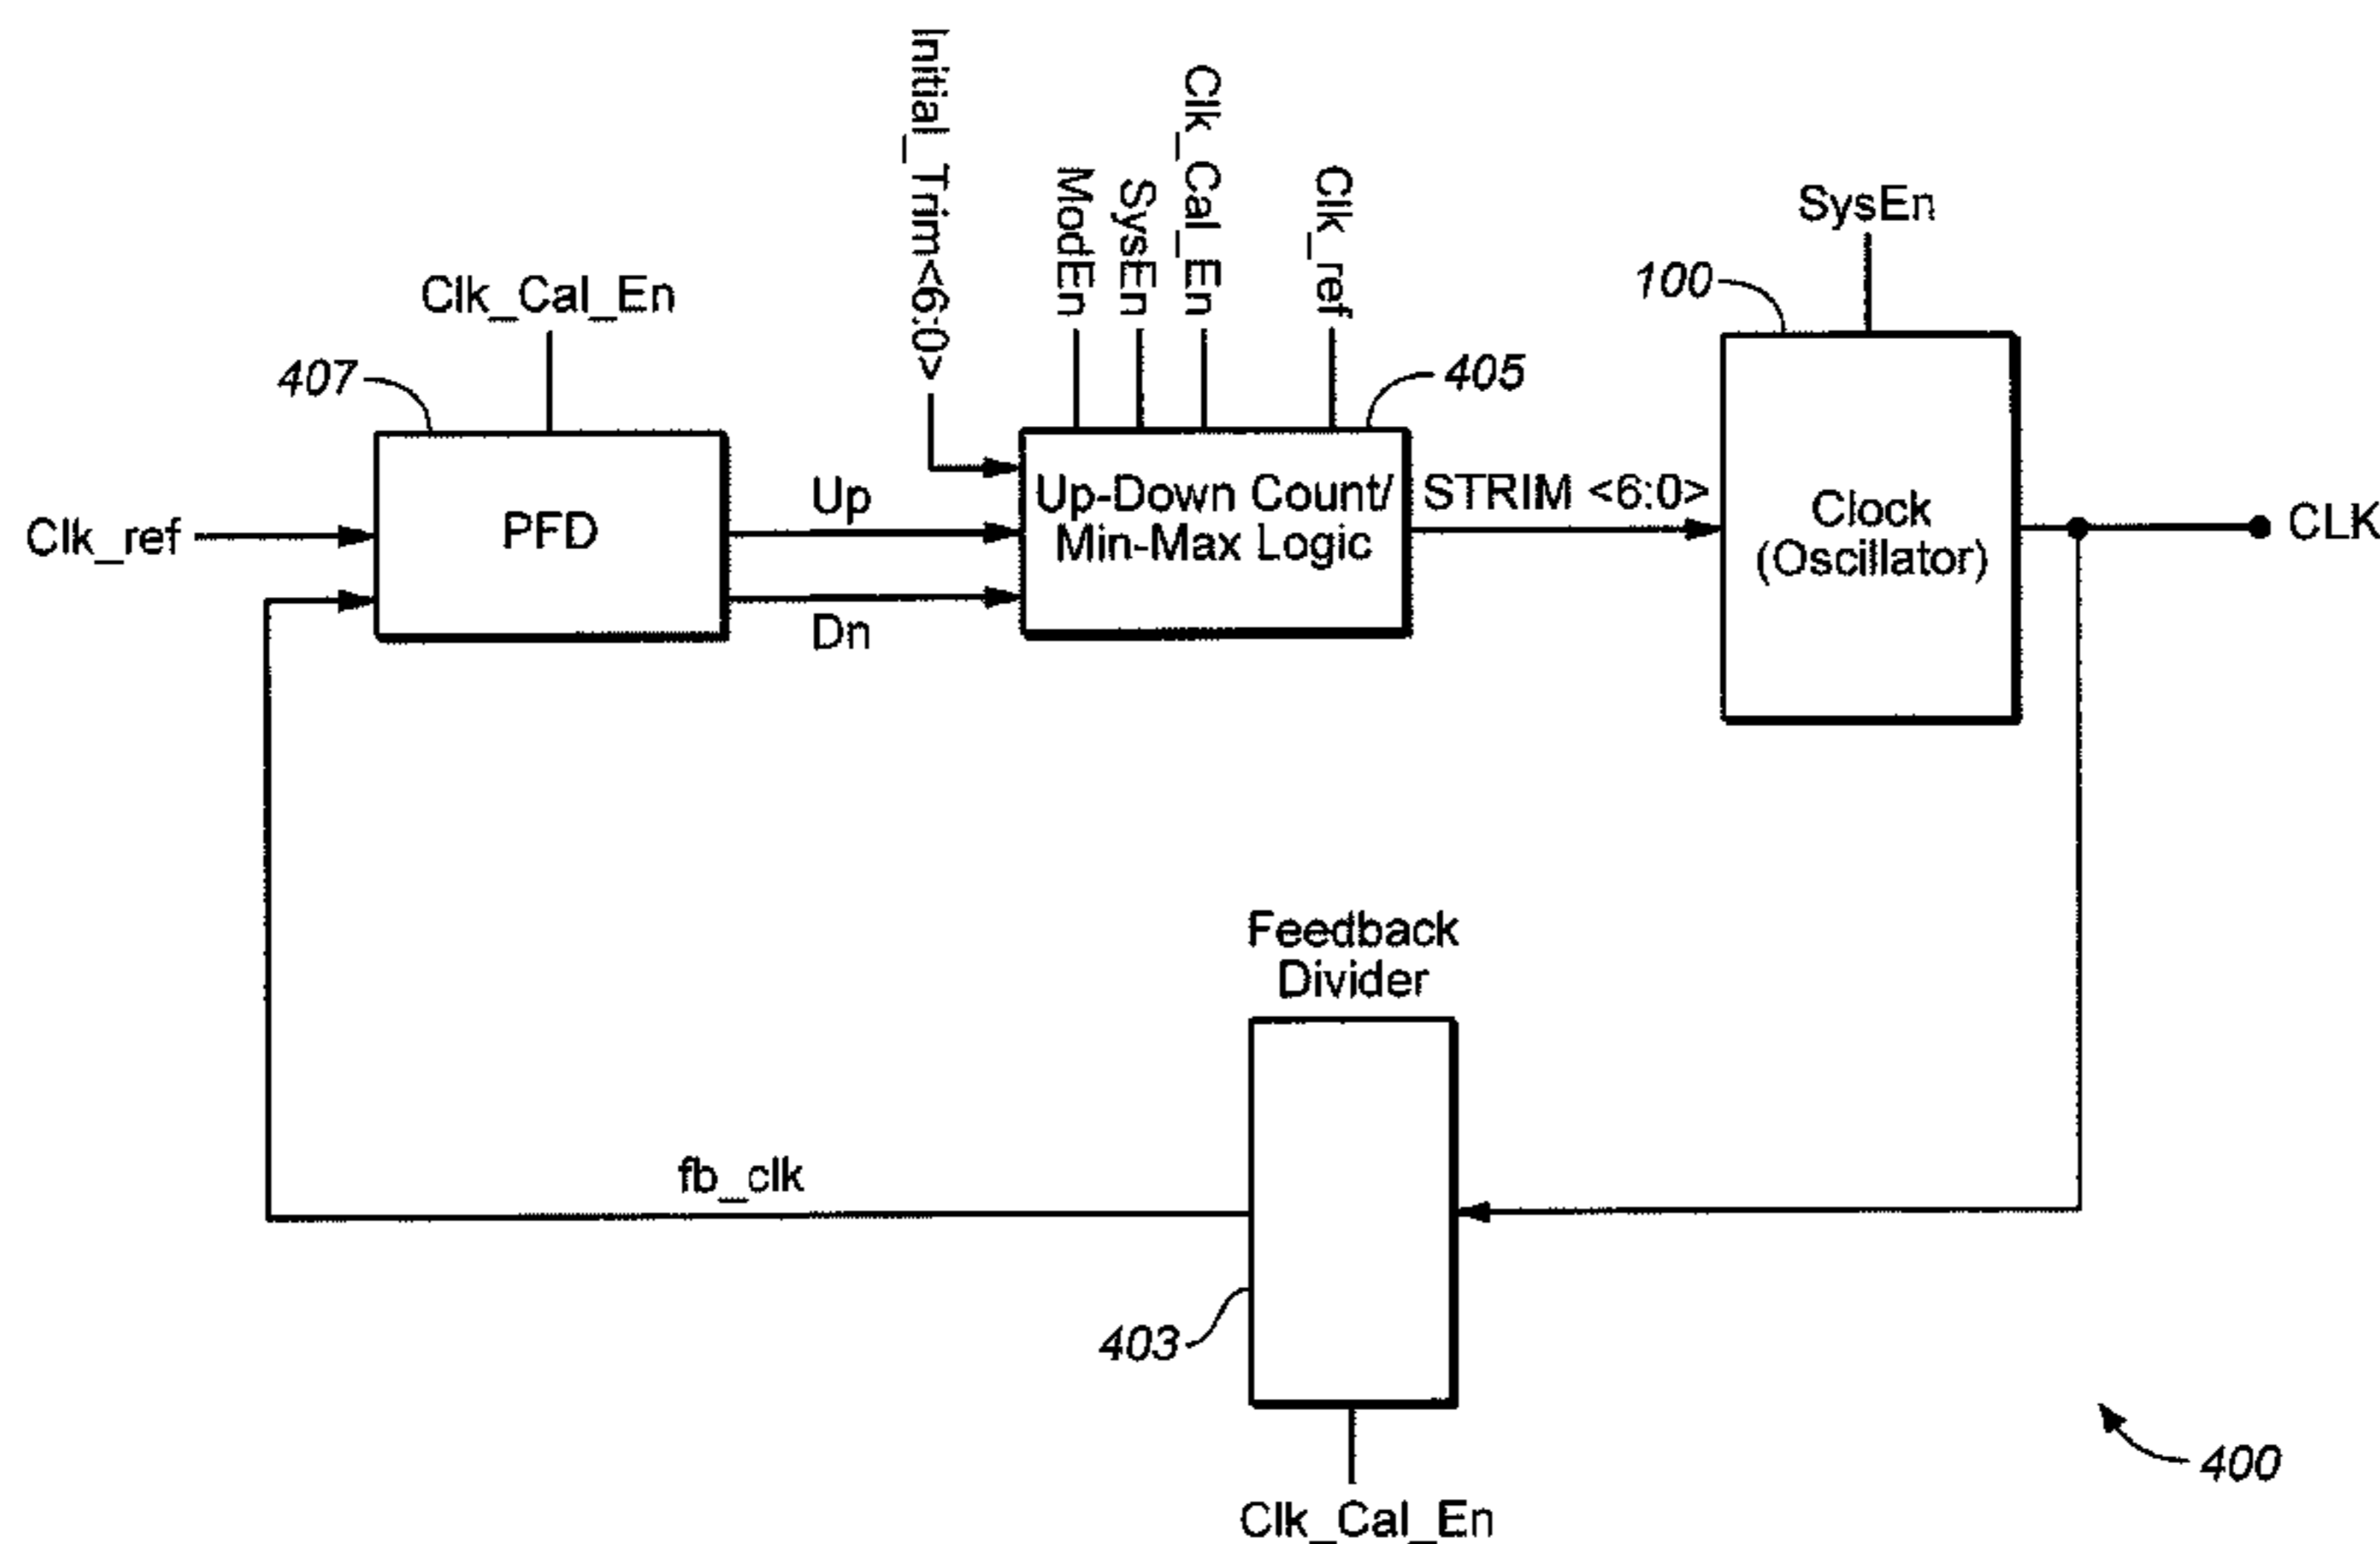 Initial_Trim<6:0>
ModEn
SysEn
Clk_Cal_En
Clk_ref
SysEn
100
Clk_Cal_En
407
405
Clk_ref
PFD
Up
Dn
Up-Down Count/
Min-Max Logic
STRIM <6:0>
Clock
(Oscillator)
CLK
Feedback
Divider
fb_clk
403
Clk_Cal_En
400